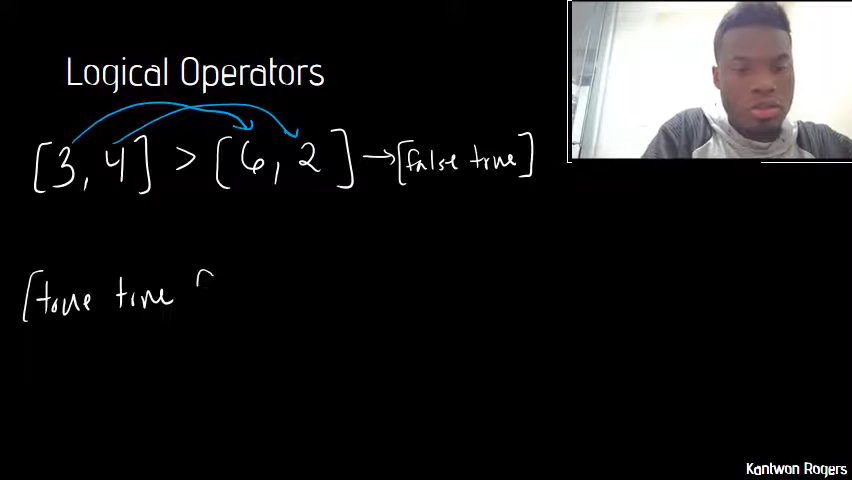 Logical Operators
[3, 4] > [6, 2] → [false true]
[true true
Kantwon Rogers